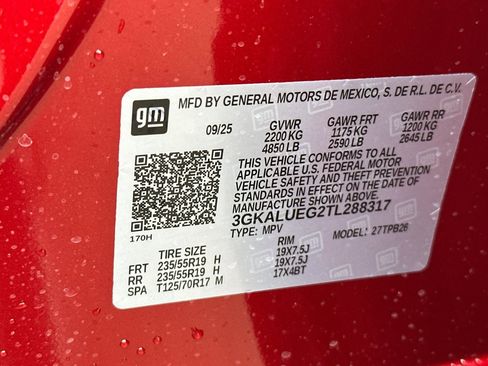 gm
MFD BY GENERAL MOTORS DE MEXICO, S. DE R.L. DE C.V.
09/25 GVWR GAWR FRT GAWR RR
2200 KG 1175 KG 1200 KG
4850 LB 2590 LB 2645 LB
THIS VEHICLE CONFORMS TO ALL
APPLICABLE U.S. FEDERAL MOTOR
VEHICLE SAFETY AND THEFT PREVENTION
STANDARDS IN EFFECT ON THE DATE OF
MANUFACTURE SHOWN ABOVE.
3GKALUEG2TL288317
TYPE: MPV MODEL: 27TPB26
170H
TIRE SIZE RIM
FRT 235/55R19 H 19X7.5J
RR 235/55R19 H 19X7.5J
SPA T125/70R17 M 17X4BT